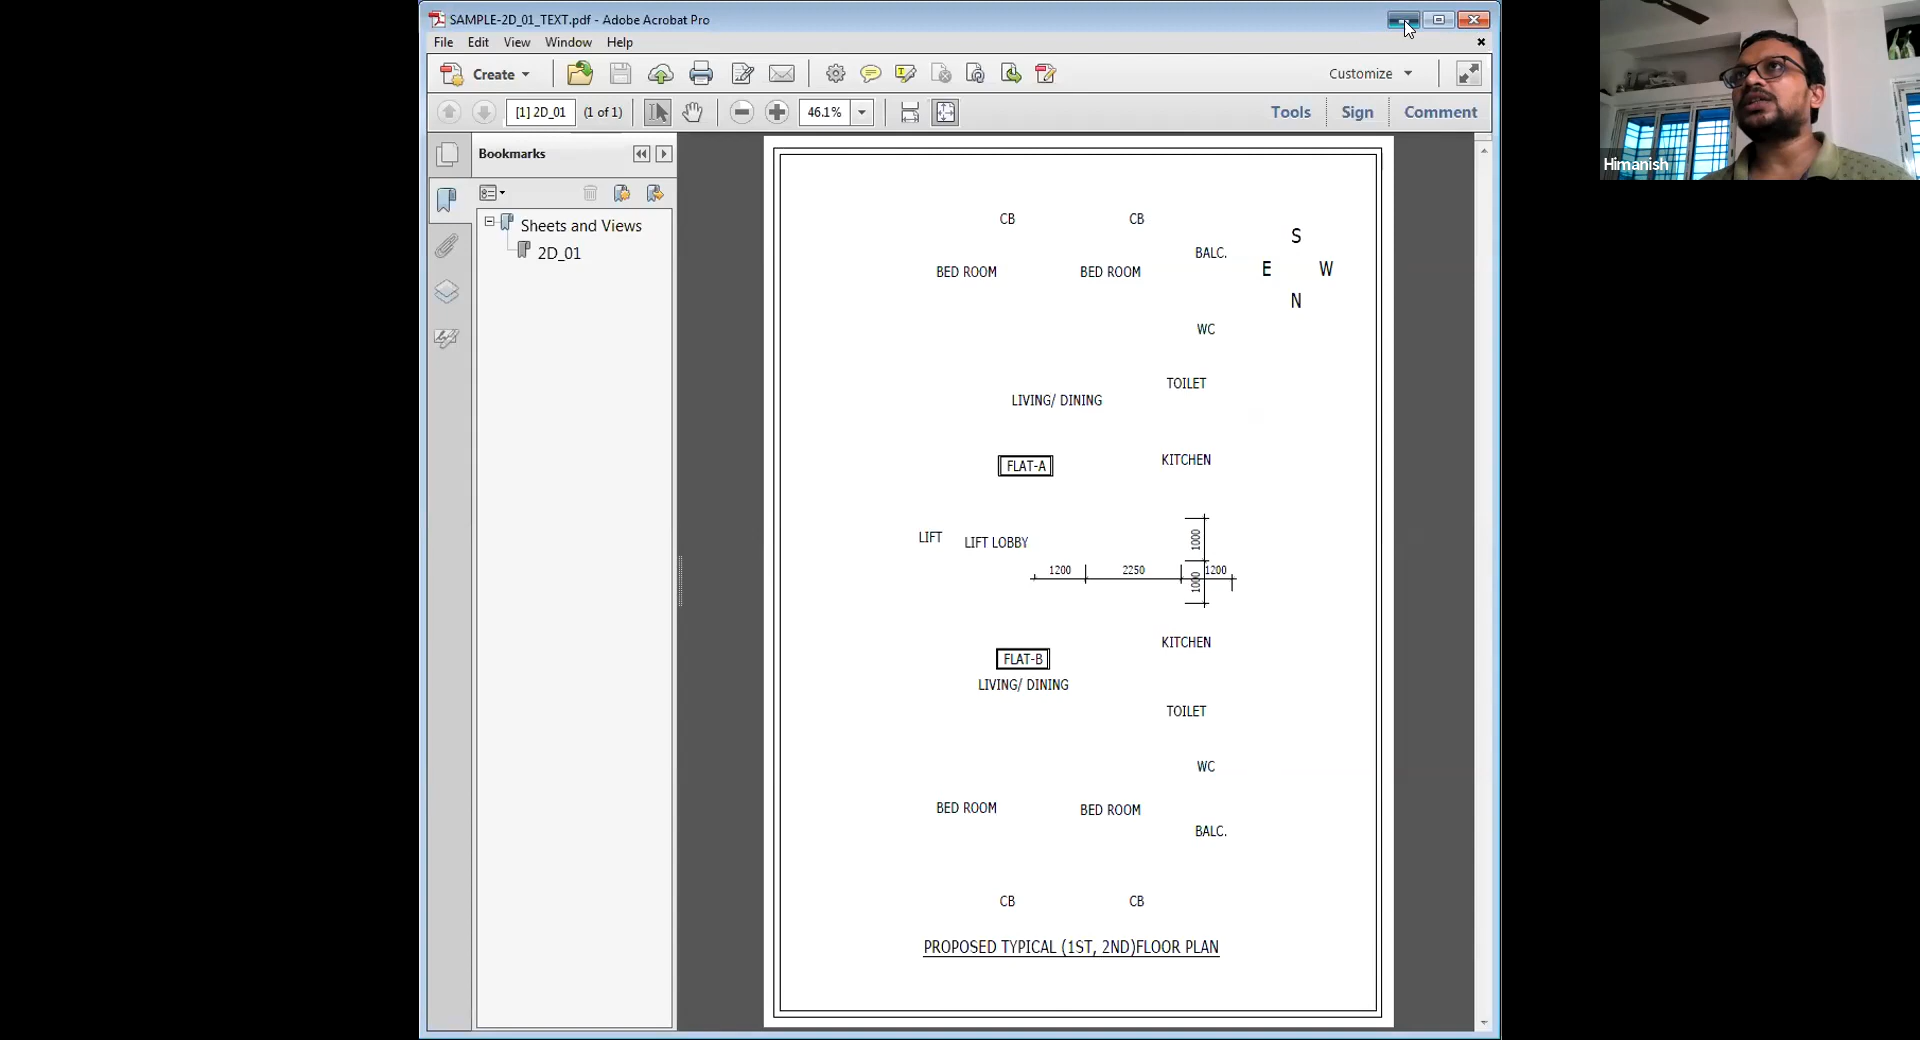 SAMPLE-2D_01_TEXT.pdf - Adobe Acrobat Pro
File Edit View Window Help
Create
Customize
[1] 2D_01 (1 of 1)
46.1%
Tools Sign Comment
Bookmarks
Sheets and Views
2D_01
CB CB
S
BALC.
E W
BED ROOM BED ROOM
N
WC
TOILET
LIVING/ DINING
KITCHEN
FLAT-A
LIFT LIFT LOBBY
1000
1200 2250 1200
1000
KITCHEN
FLAT-B
LIVING/ DINING
TOILET
WC
BED ROOM BED ROOM
BALC.
CB CB
PROPOSED TYPICAL (1ST, 2ND)FLOOR PLAN
Himanish